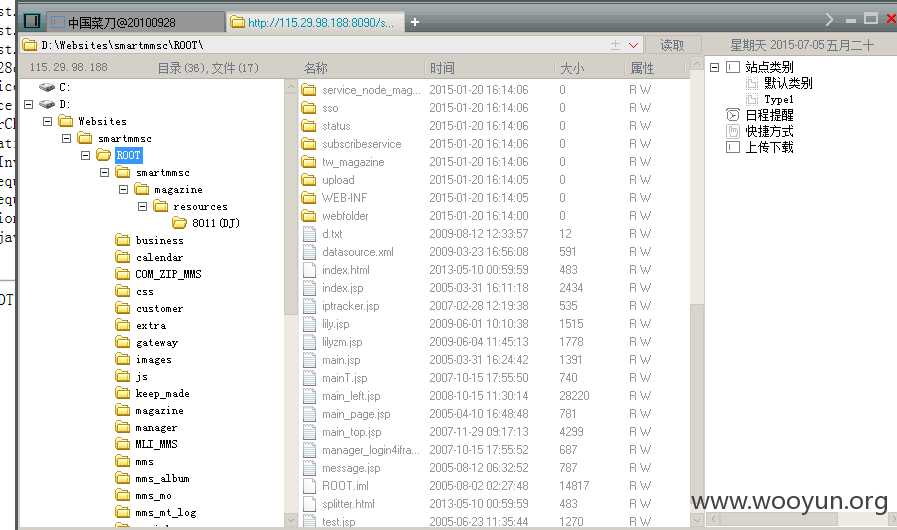 中国菜刀@20100928
http://115.29.98.188:8090/s...
D:\Websites\smartmmsc\ROOT\
读取
星期天 2015-07-05 五月二十
115.29.98.188
目录(36),文件(17)
名称 时间 大小 属性
C:
D:
Websites
smartmmsc
ROOT
smartmmsc
magazine
resources
8011(DJ)
business
calendar
COM_ZIP_MMS
css
customer
extra
gateway
images
js
keep_made
magazine
manager
MLI_MMS
mms
mms_album
mms_mo
mms_mt_log
service_node_mag... 2015-01-20 16:14:06 0 R W
sso 2015-01-20 16:14:06 0 R W
status 2015-01-20 16:14:06 0 R W
subscribeservice 2015-01-20 16:14:06 0 R W
tw_magazine 2015-01-20 16:14:06 0 R W
upload 2015-01-20 16:14:05 0 R W
WEB-INF 2015-01-20 16:14:05 0 R W
webfolder 2015-01-20 16:14:00 0 R W
d.txt 2009-08-12 12:33:57 12 R W
datasource.xml 2009-03-23 16:56:08 591 R W
index.html 2013-05-10 00:59:59 483 R W
index.jsp 2005-03-31 16:11:18 2434 R W
iptracker.jsp 2007-02-28 12:19:38 535 R W
lily.jsp 2009-06-01 10:10:38 1515 R W
lilyzm.jsp 2009-06-04 11:45:13 1778 R W
main.jsp 2005-03-31 16:24:42 1391 R W
mainT.jsp 2007-10-15 17:55:50 740 R W
main_left.jsp 2008-10-15 11:30:14 28220 R W
main_page.jsp 2005-04-10 16:48:48 781 R W
main_top.jsp 2007-11-29 09:17:13 4299 R W
manager_login4ifra... 2007-10-15 17:55:52 687 R W
message.jsp 2005-08-12 06:32:52 787 R W
ROOT.iml 2005-08-02 02:27:48 14817 R W
splitter.html 2013-05-10 00:59:59 483 R W
test.jsp 2005-06-23 11:35:44 1270 R W
站点类别
默认类别
Type1
日程提醒
快捷方式
上传下载
www.wooyun.org